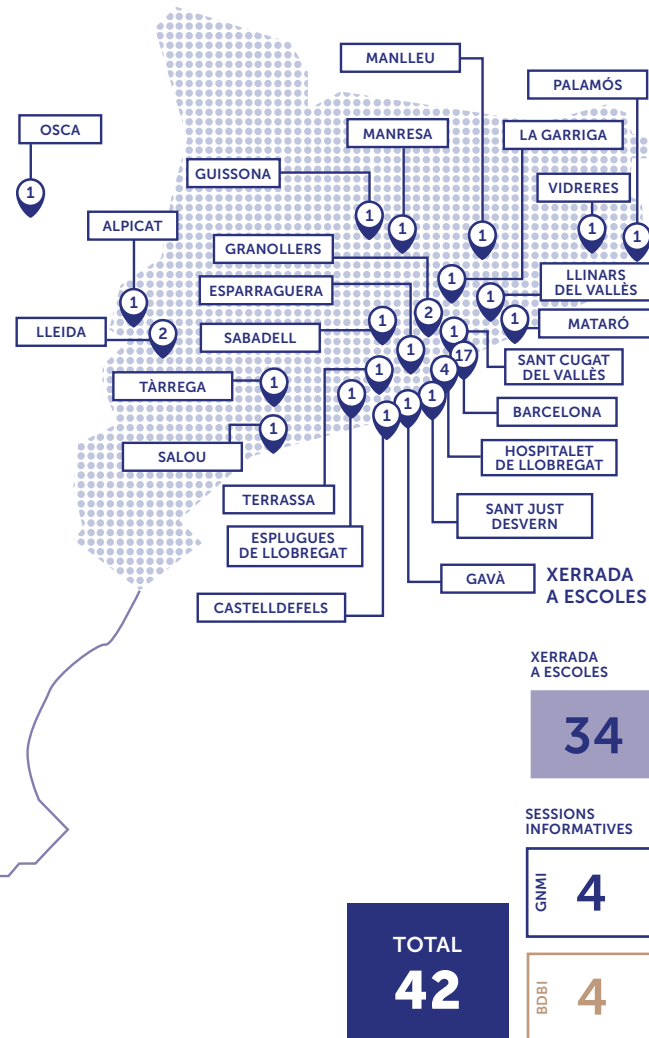 MANLLEU
PALAMÓS
OSCA
MANRESA
LA GARRIGA
GUISSONA
VIDRERES
1
1
1
1
1
1
ALPICAT
GRANOLLERS
LLINARS
DEL VALLÈS
ESPARRAGUERA
1
1
1
2
1
MATARÓ
LLEIDA
2
SABADELL
1
1
1
17
SANT CUGAT
DEL VALLÈS
TÀRREGA
1
1
4
1
1
1
BARCELONA
SALOU
1
1
HOSPITALET
DE LLOBREGAT
TERRASSA
SANT JUST
DESVERN
ESPLUGUES
DE LLOBREGAT
GAVÀ
XERRADA
A ESCOLES
CASTELLDEFELS
XERRADA
A ESCOLES
34
SESSIONS
INFORMATIVES
GNMI
4
TOTAL
42
BDBI
4